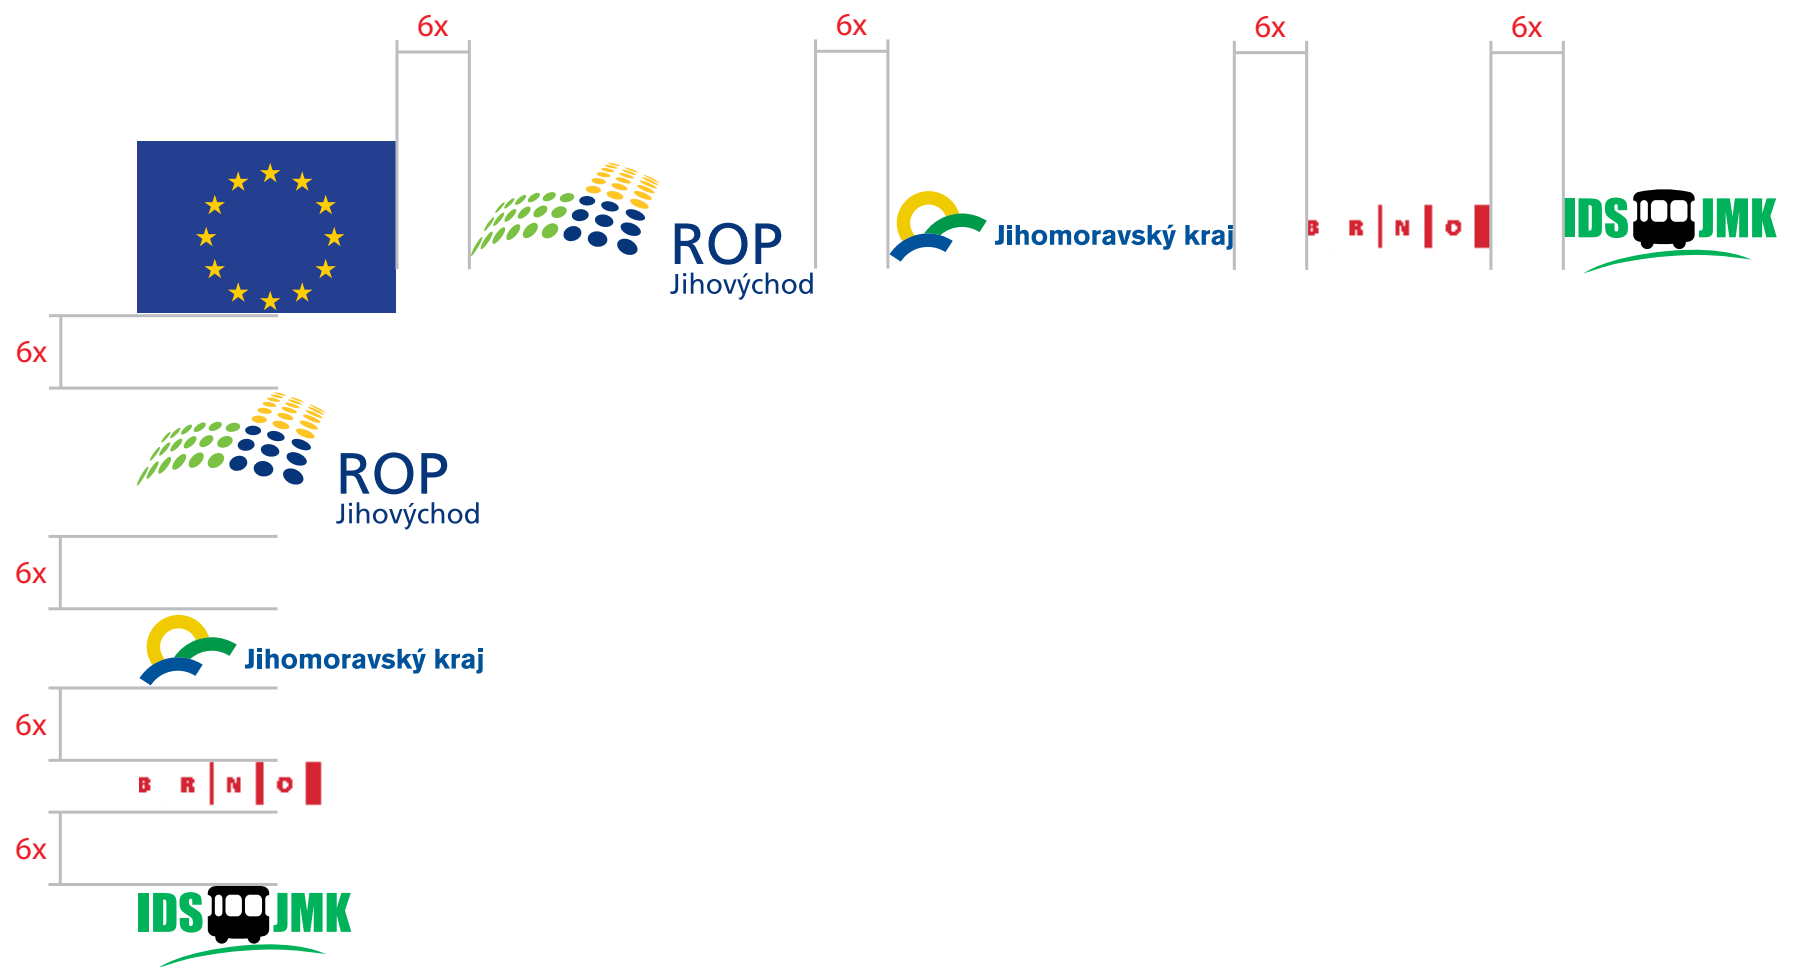 6x
6x
6x
6x
ROP
Jihovýchod
Jihomoravský kraj
B R N O
IDS JMK
6x
ROP
Jihovýchod
6x
Jihomoravský kraj
6x
B R N O
6x
IDS JMK